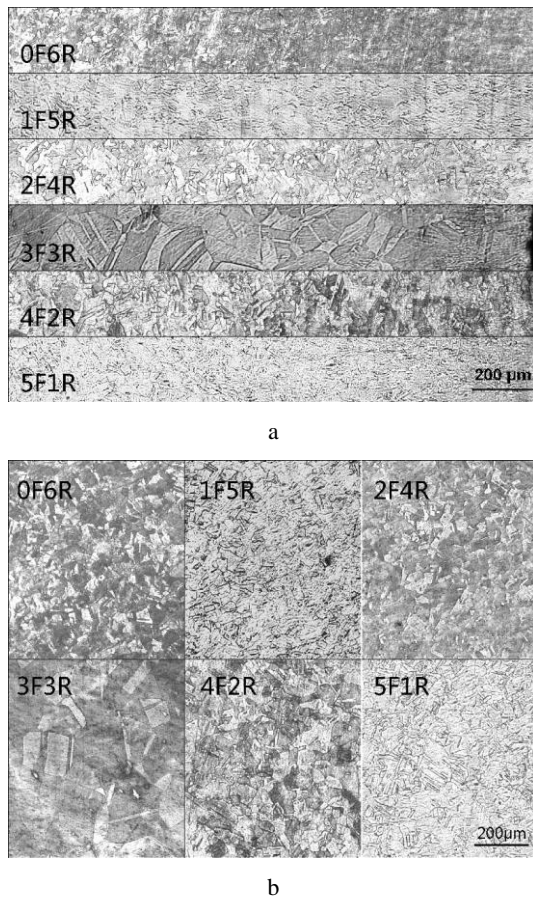 0F6R
1F5R
2F4R
3F3R
4F2R
5F1R
200 μm
a
0F6R 1F5R 2F4R
3F3R 4F2R 5F1R
200μm
b